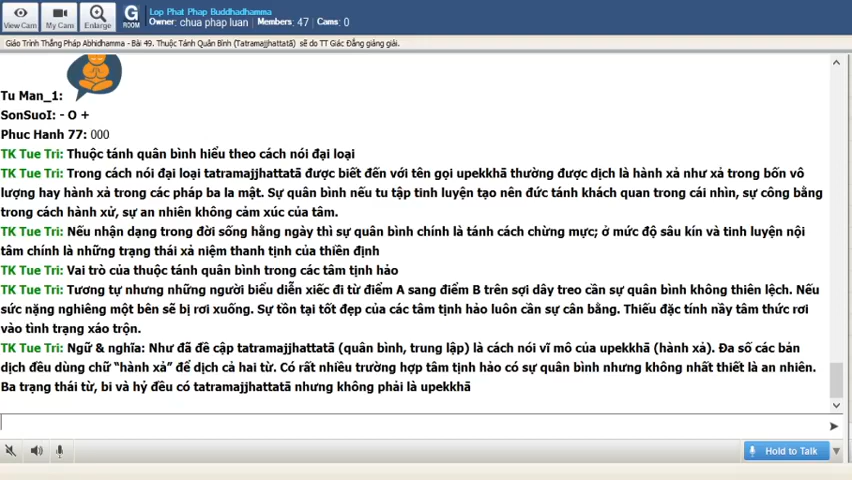 View Cam
My Cam
Enlarge
G
ROOM
Lop Phat Phap Buddhadhamma
Owner: chua phap luan | Members: 47 | Cams: 0
Giáo Trình Thắng Pháp Abhidhamma - Bài 49. Thuộc Tánh Quân Bình (Tatramajjhattatā) sẽ do TT Giác Đẳng giảng giải.
Tu Man_1:
SonSuoI: - O +
Phuc Hanh 77: 000
TK Tue Tri: Thuộc tánh quân bình hiểu theo cách nói đại loại
TK Tue Tri: Trong cách nói đại loại tatramajjhattatā được biết đến với tên gọi upekkhā thường được dịch là hành xả như xả trong bốn vô
lượng hay hành xả trong các pháp ba la mật. Sự quân bình nếu tu tập tinh luyện tạo nên đức tánh khách quan trong cái nhìn, sự công bằng
trong cách hành xử, sự an nhiên không cảm xúc của tâm.
TK Tue Tri: Nếu nhận dạng trong đời sống hằng ngày thì sự quân bình chính là tánh cách chừng mực; ở mức độ sâu kín và tinh luyện nội
tâm chính là những trạng thái xả niệm thanh tịnh của thiền định
TK Tue Tri: Vai trò của thuộc tánh quân bình trong các tâm tịnh hảo
TK Tue Tri: Tương tự nhưng những người biểu diễn xiếc đi từ điểm A sang điểm B trên sợi dây treo cần sự quân bình không thiên lệch. Nếu
sức nặng nghiêng một bên sẽ bị rơi xuống. Sự tồn tại tốt đẹp của các tâm tịnh hảo luôn cần sự cân bằng. Thiếu đặc tính nầy tâm thức rơi
vào tình trạng xáo trộn.
TK Tue Tri: Ngữ & nghĩa: Như đã đề cập tatramajjhattatā (quân bình, trung lập) là cách nói vĩ mô của upekkhā (hành xả). Đa số các bản
dịch đều dùng chữ “hành xả” để dịch cả hai từ. Có rất nhiều trường hợp tâm tịnh hảo có sự quân bình nhưng không nhất thiết là an nhiên.
Ba trạng thái từ, bi và hỷ đều có tatramajjhattatā nhưng không phải là upekkhā
Hold to Talk